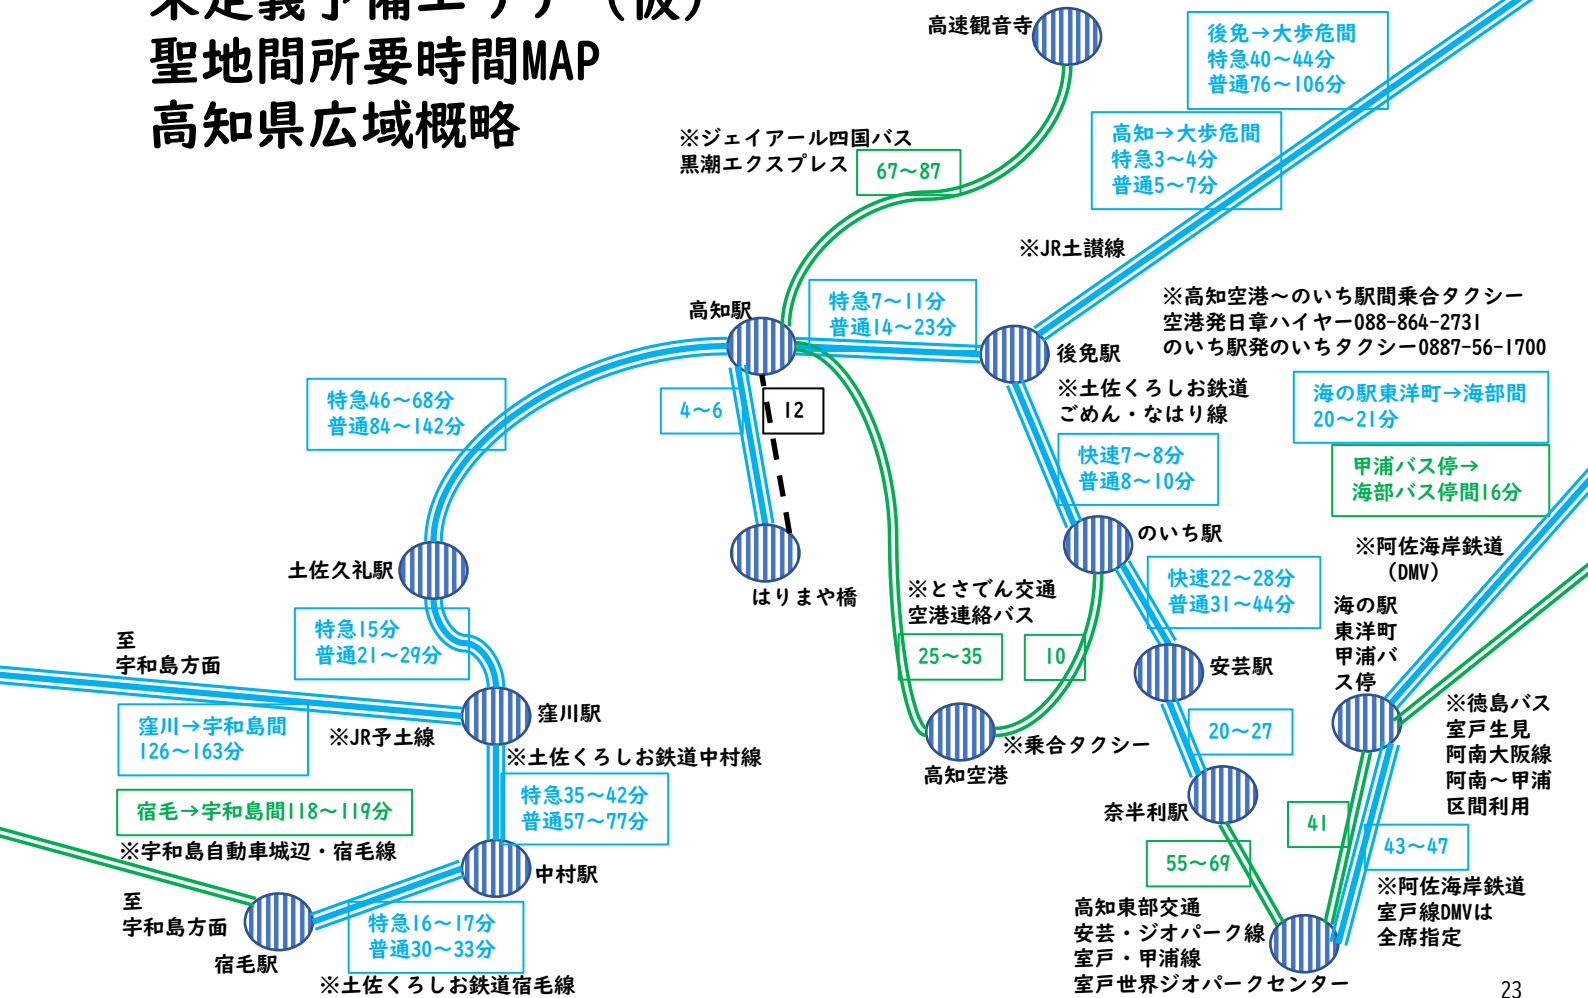 未定義予備エリア（仮）
聖地間所要時間MAP
高知県広域概略
高速観音寺
後免→大歩危間
特急40～44分
普通76～106分
※ジェイアール四国バス
黒潮エクスプレス
67～87
高知→大歩危間
特急3～4分
普通5～7分
※JR土讃線
高知駅
特急7～11分
普通14～23分
後免駅
※高知空港～のいち駅間乗合タクシー
空港発日章ハイヤー088-864-2731
のいち駅発のいちタクシー0887-56-1700
※土佐くろしお鉄道
ごめん・なはり線
海の駅東洋町→海部間
20～21分
特急46～68分
普通84～142分
4～6
12
快速7～8分
普通8～10分
甲浦バス停→
海部バス停間16分
のいち駅
※阿佐海岸鉄道
（DMV）
土佐久礼駅
はりまや橋
※とさでん交通
空港連絡バス
快速22～28分
普通31～44分
海の駅
東洋町
甲浦バ
ス停
特急15分
普通21～29分
至
宇和島方面
25～35
10
安芸駅
窪川駅
窪川→宇和島間
126～163分
※JR予土線
※土佐くろしお鉄道中村線
※乗合タクシー
高知空港
20～27
※徳島バス
室戸生見
阿南大阪線
阿南～甲浦
区間利用
特急35～42分
普通57～77分
宿毛→宇和島間118～119分
※宇和島自動車城辺・宿毛線
奈半利駅
41
43～47
55～69
中村駅
至
宇和島方面
特急16～17分
普通30～33分
宿毛駅
※土佐くろしお鉄道宿毛線
高知東部交通
安芸・ジオパーク線
室戸・甲浦線
室戸世界ジオパークセンター
※阿佐海岸鉄道
室戸線DMVは
全席指定
23